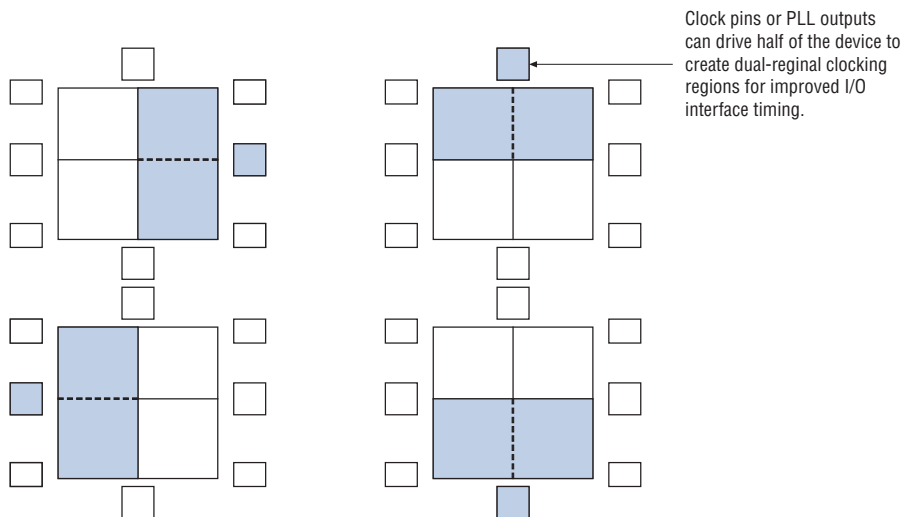 Clock pins or PLL outputs
can drive half of the device to
create dual-reginal clocking
regions for improved I/O
interface timing.